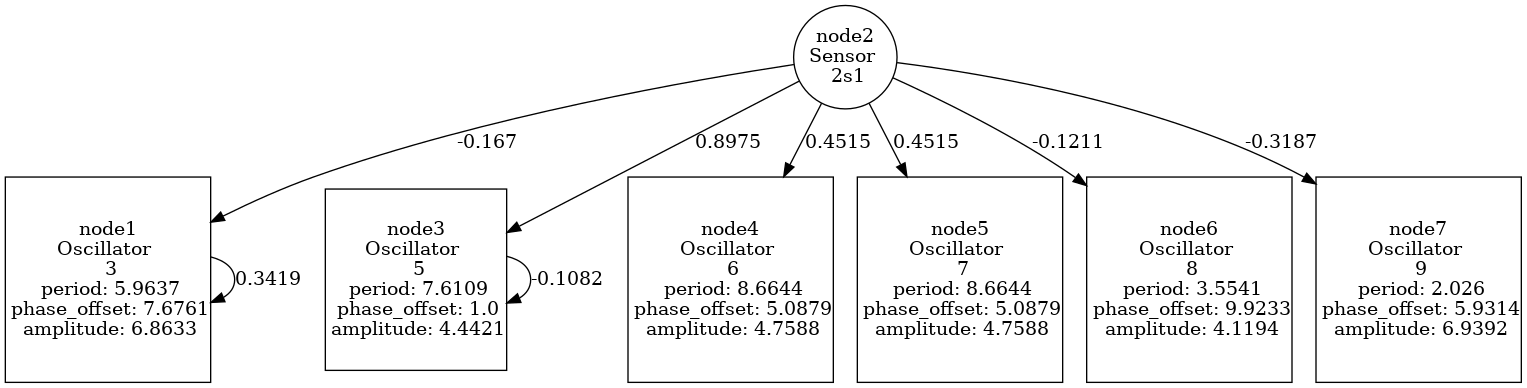 node2
Sensor
2s1
-0.167
0.8975
0.4515
0.4515
-0.1211
-0.3187
node1
Oscillator
3
period: 5.9637
phase_offset: 7.6761
amplitude: 6.8633
0.3419
node3
Oscillator
5
period: 7.6109
phase_offset: 1.0
amplitude: 4.4421
-0.1082
node4
Oscillator
6
period: 8.6644
phase_offset: 5.0879
amplitude: 4.7588
node5
Oscillator
7
period: 8.6644
phase_offset: 5.0879
amplitude: 4.7588
node6
Oscillator
8
period: 3.5541
phase_offset: 9.9233
amplitude: 4.1194
node7
Oscillator
9
period: 2.026
phase_offset: 5.9314
amplitude: 6.9392